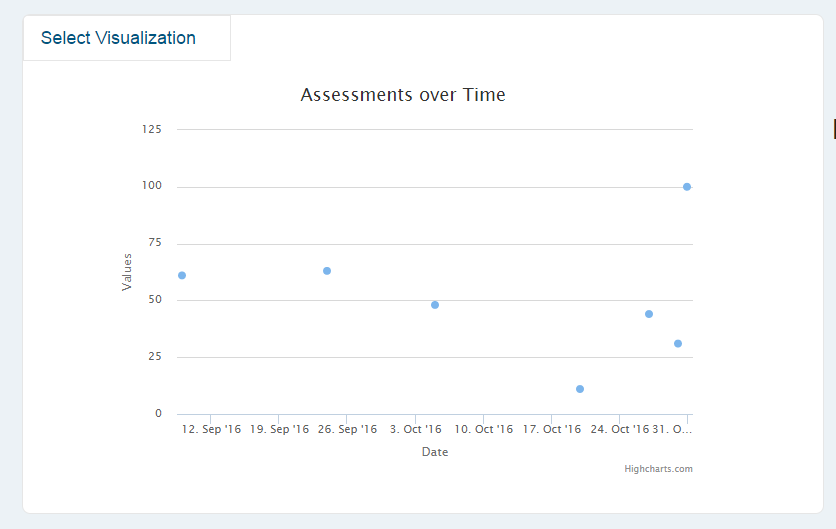 Select Visualization
Assessments over Time
125
100
75
50
25
0
Values
12. Sep '16 19. Sep '16 26. Sep '16 3. Oct '16 10. Oct '16 17. Oct '16 24. Oct '16 31. O...
Date
Highcharts.com